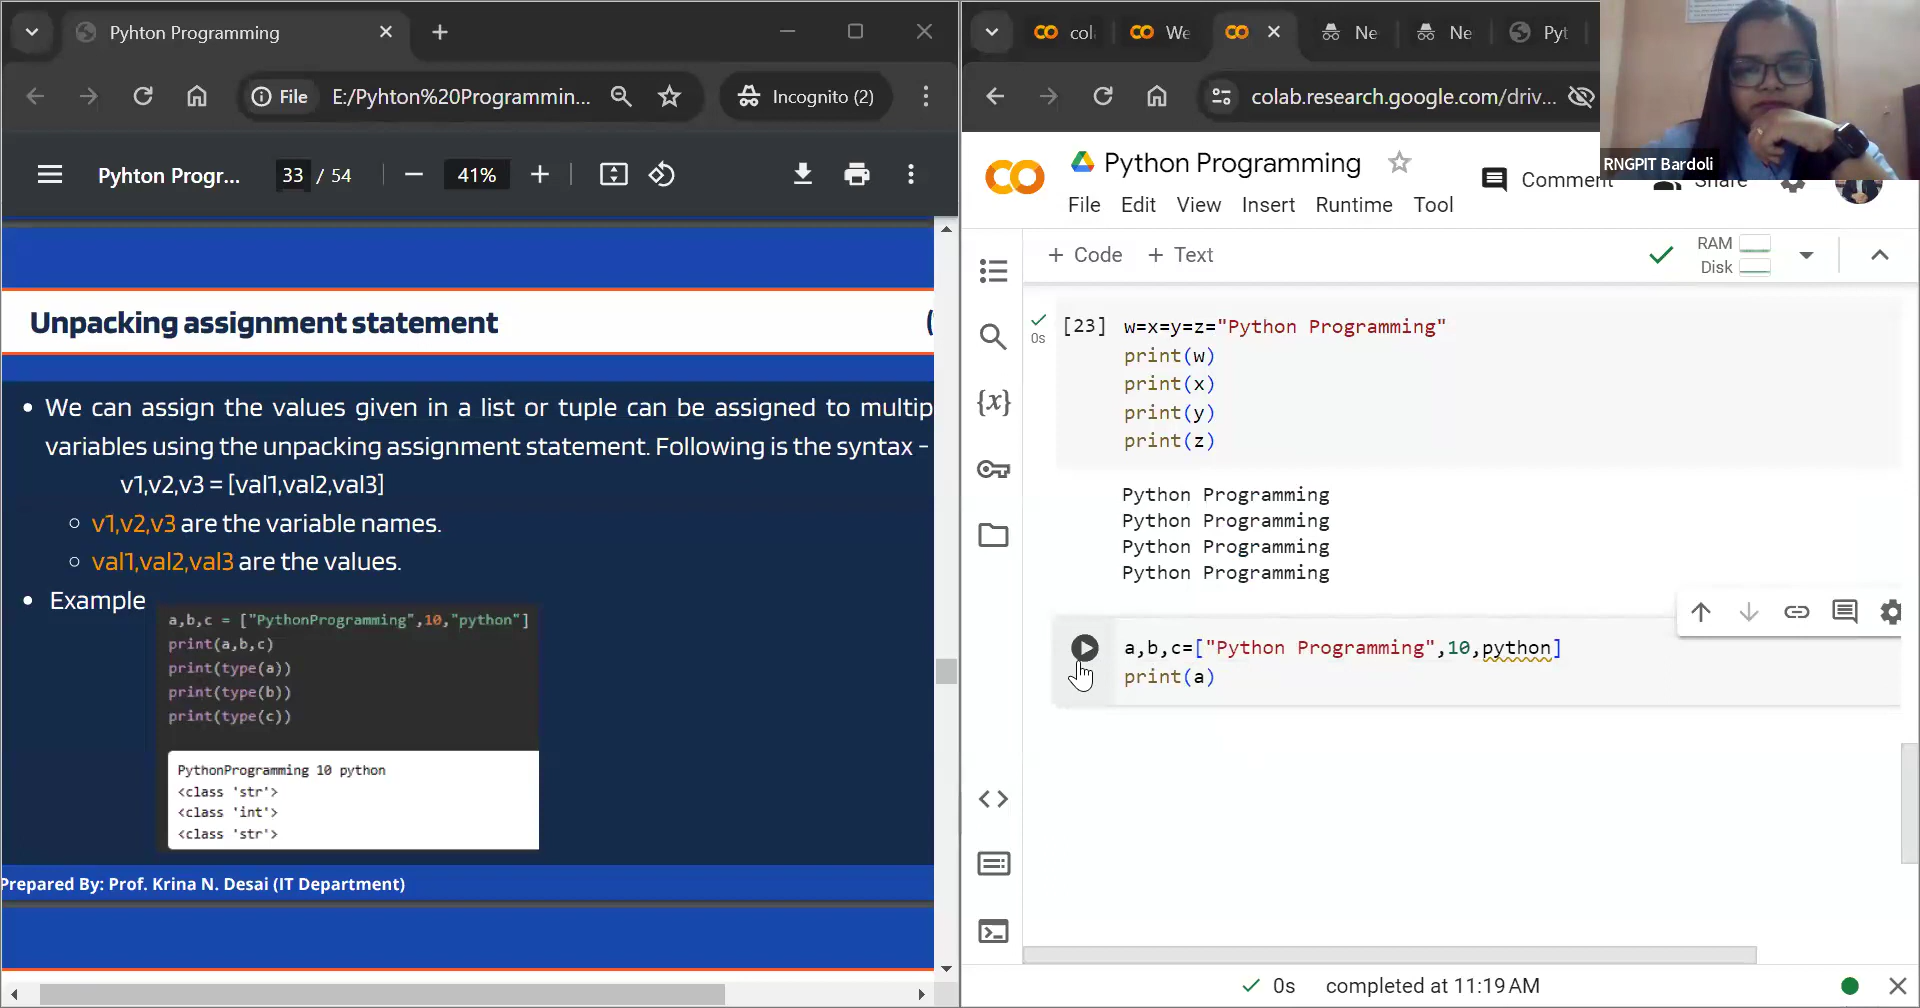 Pyhton Programming
File
E:/Pyhton%20Programmin...
Incognito (2)
Pyhton Progr...
33 / 54
41%
Unpacking assignment statement
(
• We can assign the values given in a list or tuple can be assigned to multip
variables using the unpacking assignment statement. Following is the syntax -
v1,v2,v3 = [val1,val2,val3]
v1,v2,v3 are the variable names.
val1,val2,val3 are the values.
• Example
a,b,c = ["PythonProgramming",10,"python"]
print(a,b,c)
print(type(a))
print(type(b))
print(type(c))
PythonProgramming 10 python
<class 'str'>
<class 'int'>
<class 'str'>
Prepared By: Prof. Krina N. Desai (IT Department)
col
We
Ne
Ne
Pyt
colab.research.google.com/driv...
RNGPIT Bardoli
Python Programming
Comment
Share
File Edit View Insert Runtime Tool
+ Code + Text
RAM
Disk
0s
[23]
w=x=y=z="Python Programming"
print(w)
print(x)
print(y)
print(z)
Python Programming
Python Programming
Python Programming
Python Programming
a,b,c=["Python Programming",10,python]
print(a)
{x}
0s completed at 11:19 AM